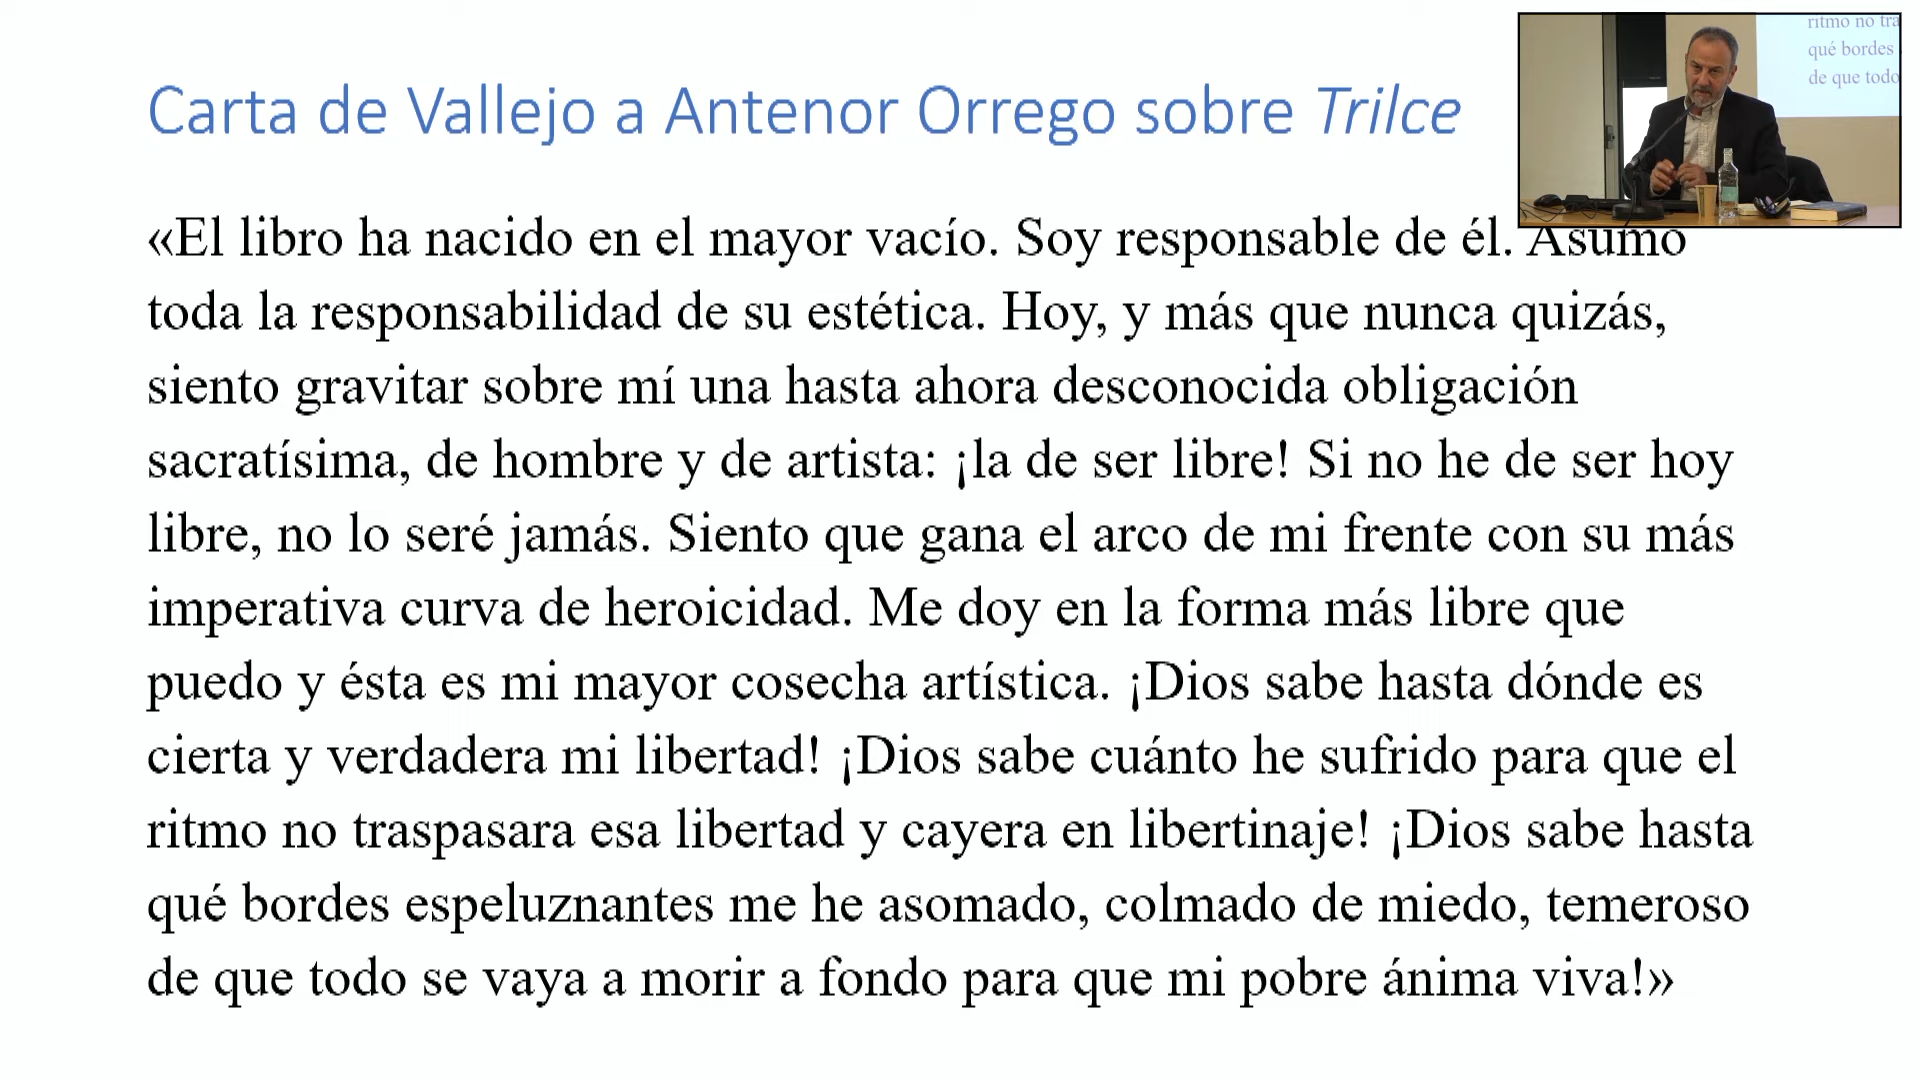 Carta de Vallejo a Antenor Orrego sobre Trilce
«El libro ha nacido en el mayor vacío. Soy responsable de él. Asumo
toda la responsabilidad de su estética. Hoy, y más que nunca quizás,
siento gravitar sobre mí una hasta ahora desconocida obligación
sacratísima, de hombre y de artista: ¡la de ser libre! Si no he de ser hoy
libre, no lo seré jamás. Siento que gana el arco de mi frente con su más
imperativa curva de heroicidad. Me doy en la forma más libre que
puedo y ésta es mi mayor cosecha artística. ¡Dios sabe hasta dónde es
cierta y verdadera mi libertad! ¡Dios sabe cuánto he sufrido para que el
ritmo no traspasara esa libertad y cayera en libertinaje! ¡Dios sabe hasta
qué bordes espeluznantes me he asomado, colmado de miedo, temeroso
de que todo se vaya a morir a fondo para que mi pobre ánima viva!»
ritmo no tra
qué bordes
de que todo